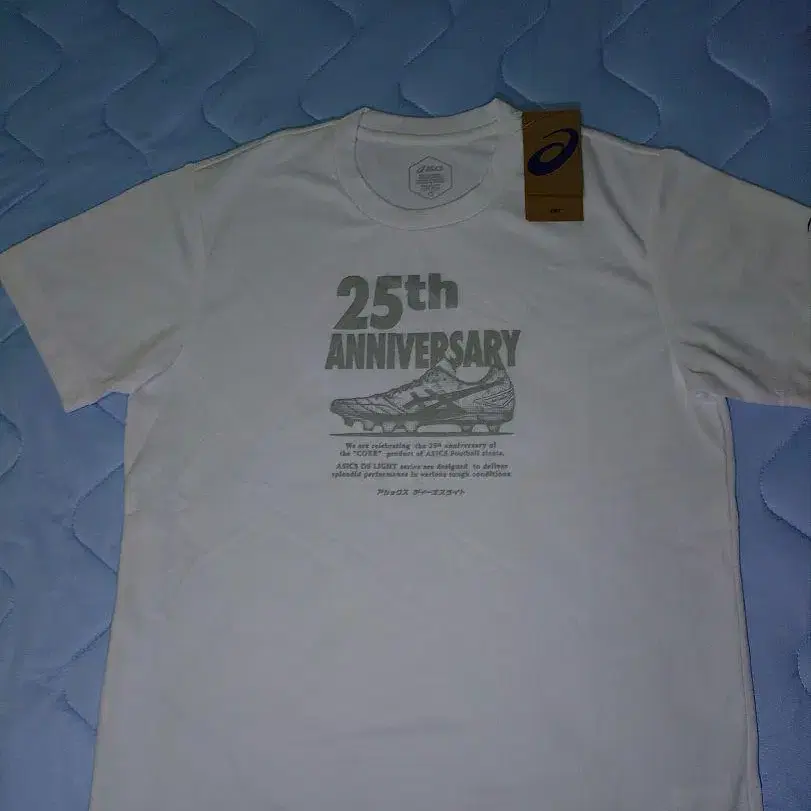 asics
25th
ANNIVERSARY
We are celebrating the 25th anniversary of
the "CORE" product of ASICS Football cleats.
ASICS DS LIGHT series are designed to deliver
splendid performance in various tough conditions
アシックス ディーエスライト